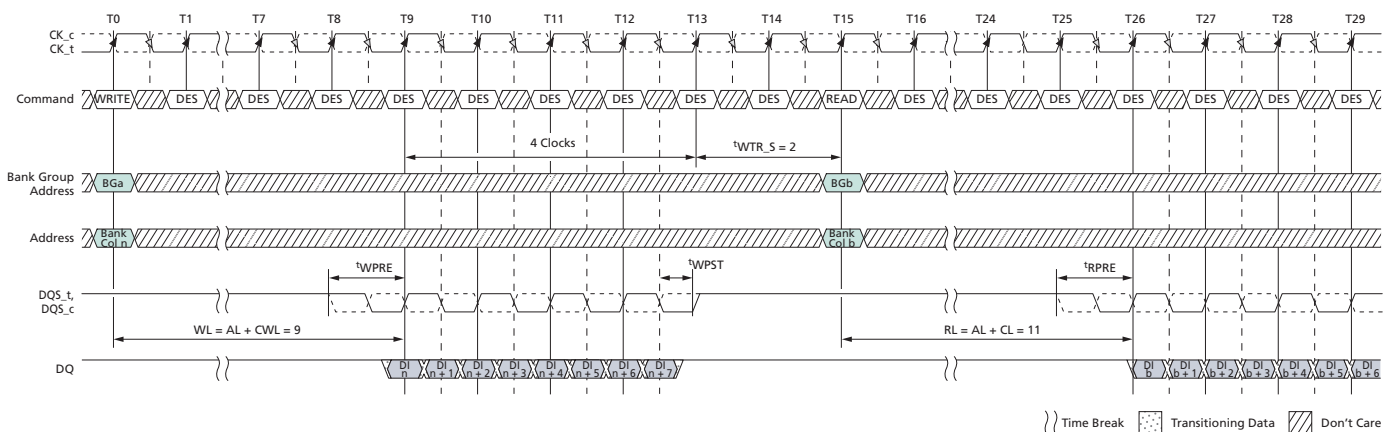 T0 T1 T7 T8 T9 T10 T11 T12 T13 T14 T15 T16 T24 T25 T26 T27 T28 T29
CK_c
CK_t
Command WRITE DES DES DES DES DES DES DES DES DES READ DES DES DES DES DES DES DES
4 Clocks tWTR_S = 2
Bank Group
Address BGa BGb
Address Bank
Col n Bank
Col b
tWPRE tWPST tRPRE
DQS_t,
DQS_c
WL = AL + CWL = 9 RL = AL + CL = 11
DQ DI
n DI
n + 1 DI
n + 2 DI
n + 3 DI
n + 4 DI
n + 5 DI
n + 6 DI
n + 7 DI
b DI
b + 1 DI
b + 2 DI
b + 3 DI
b + 4 DI
b + 5 DI
b + 6
Time Break Transitioning Data Don't Care